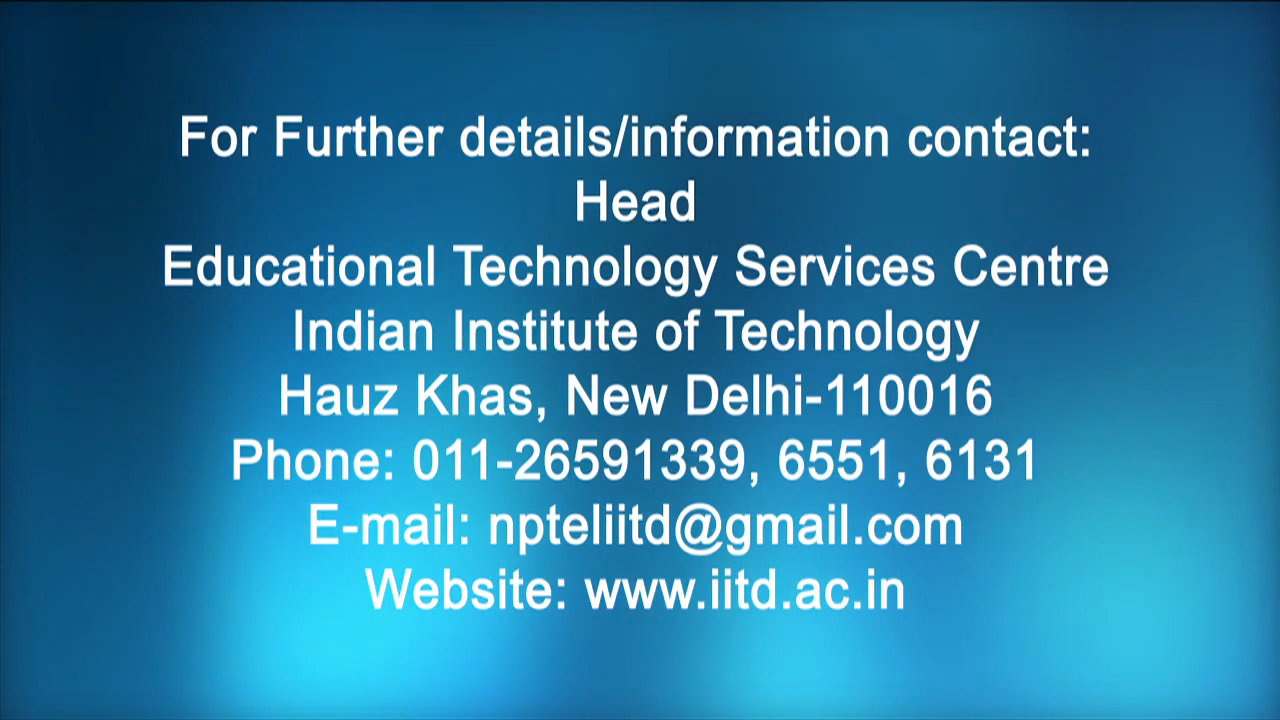 For Further details/information contact:
Head
Educational Technology Services Centre
Indian Institute of Technology
Hauz Khas, New Delhi-110016
Phone: 011-26591339, 6551, 6131
E-mail: npteliitd@gmail.com
Website: www.iitd.ac.in